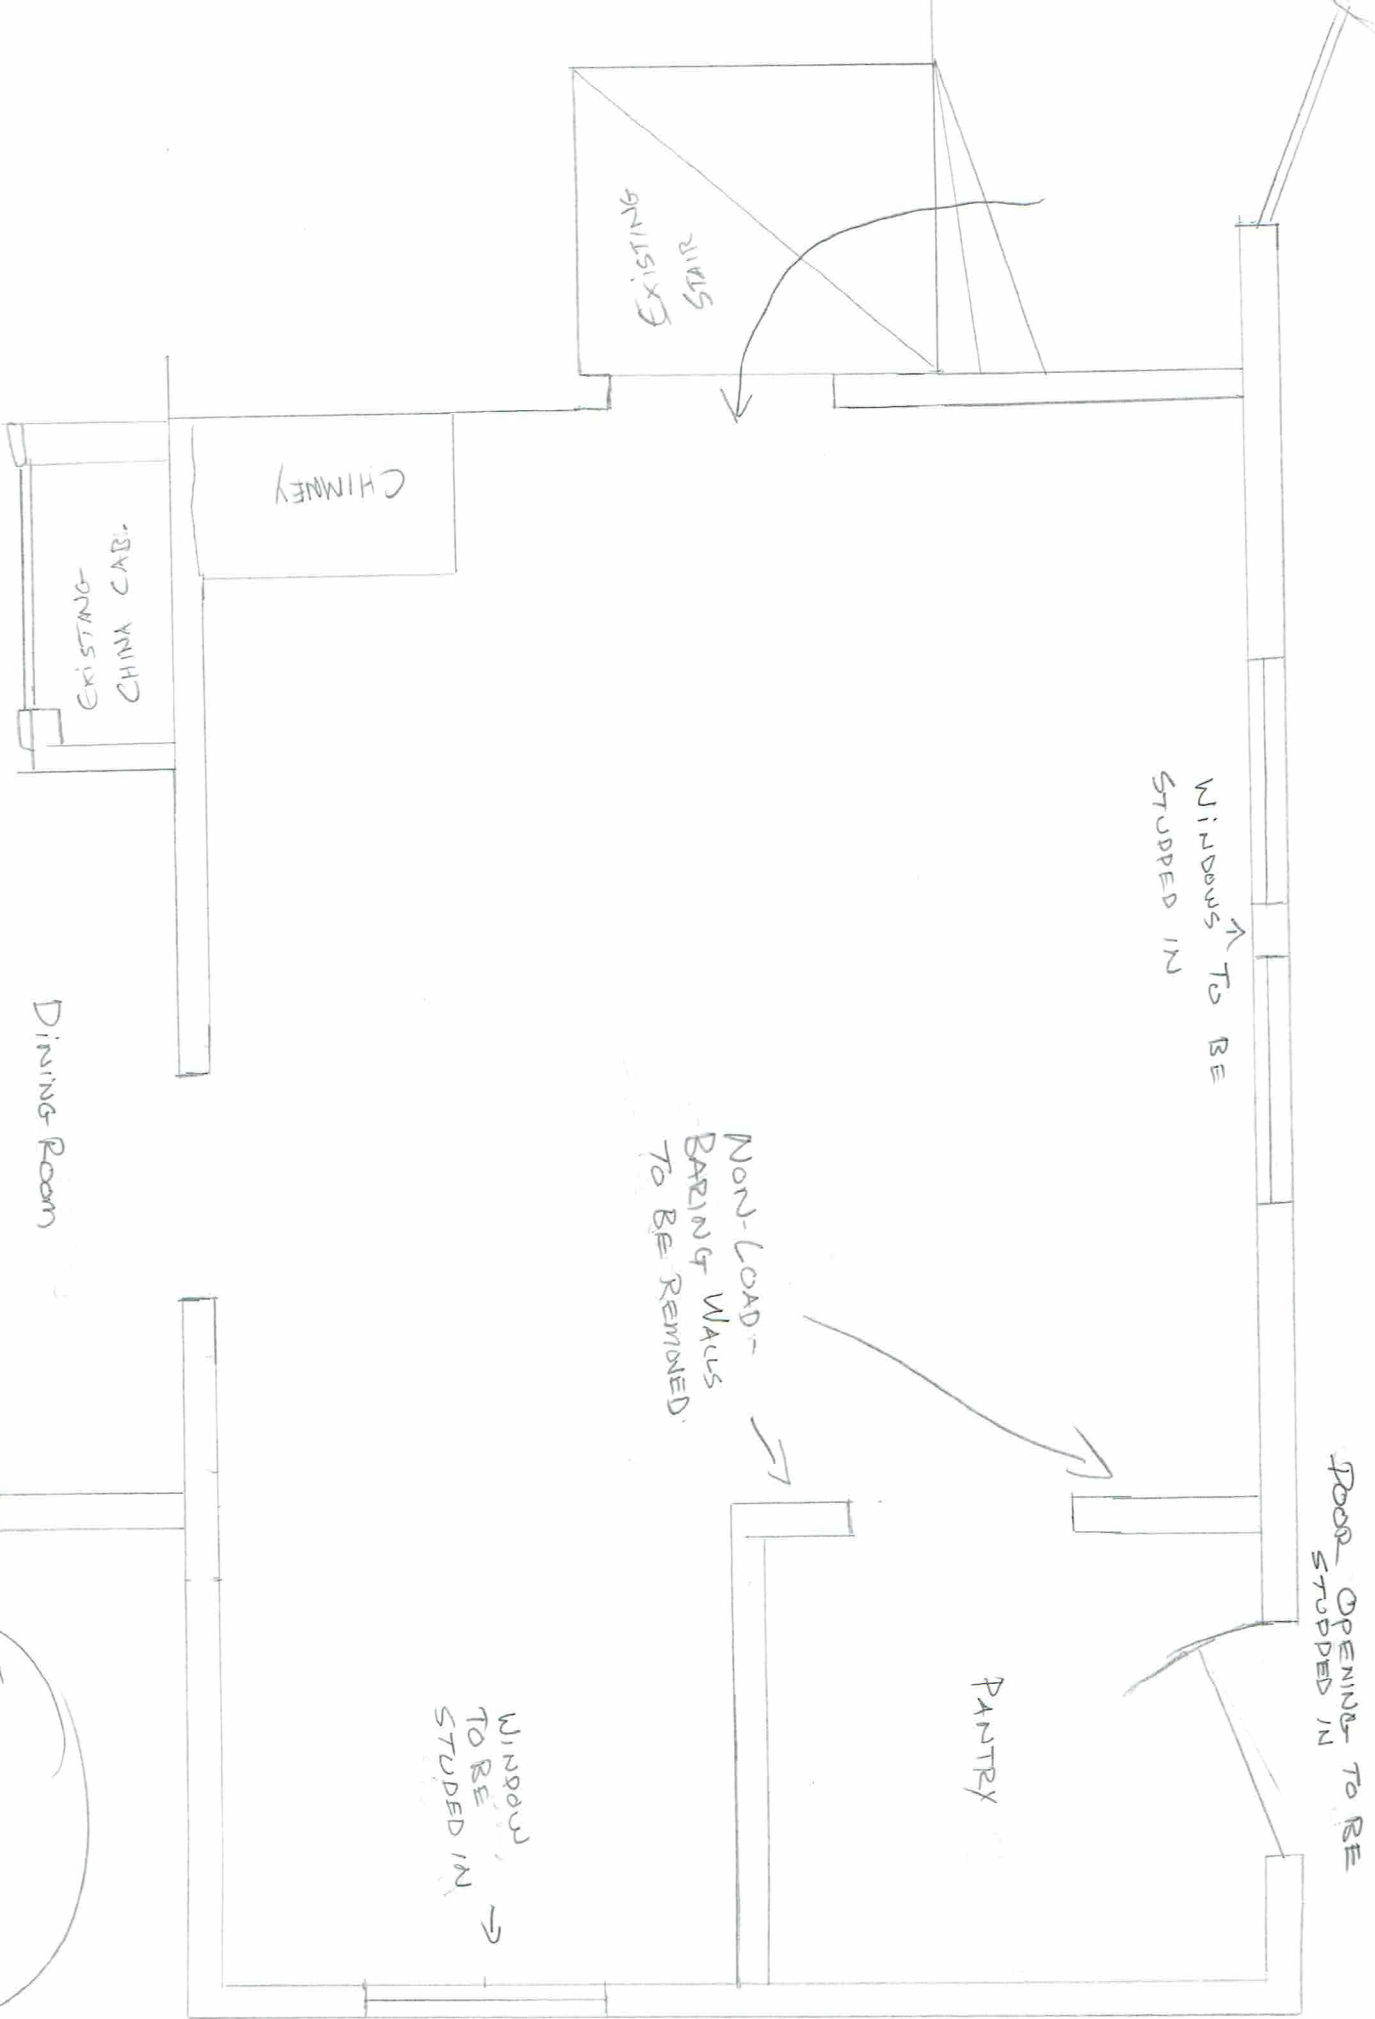 DOOR OPENING TO BE
STUDDED IN
WINDOWS TO BE
STUDDED IN
PANTRY
NON-LOAD-
BARING WALLS
TO BE REMOVED.
EXISTING
STAIR
WINDOW
TO BE
STUDED IN
CHIMNEY
EXISTING
CHINA CAB.
DINING ROOM